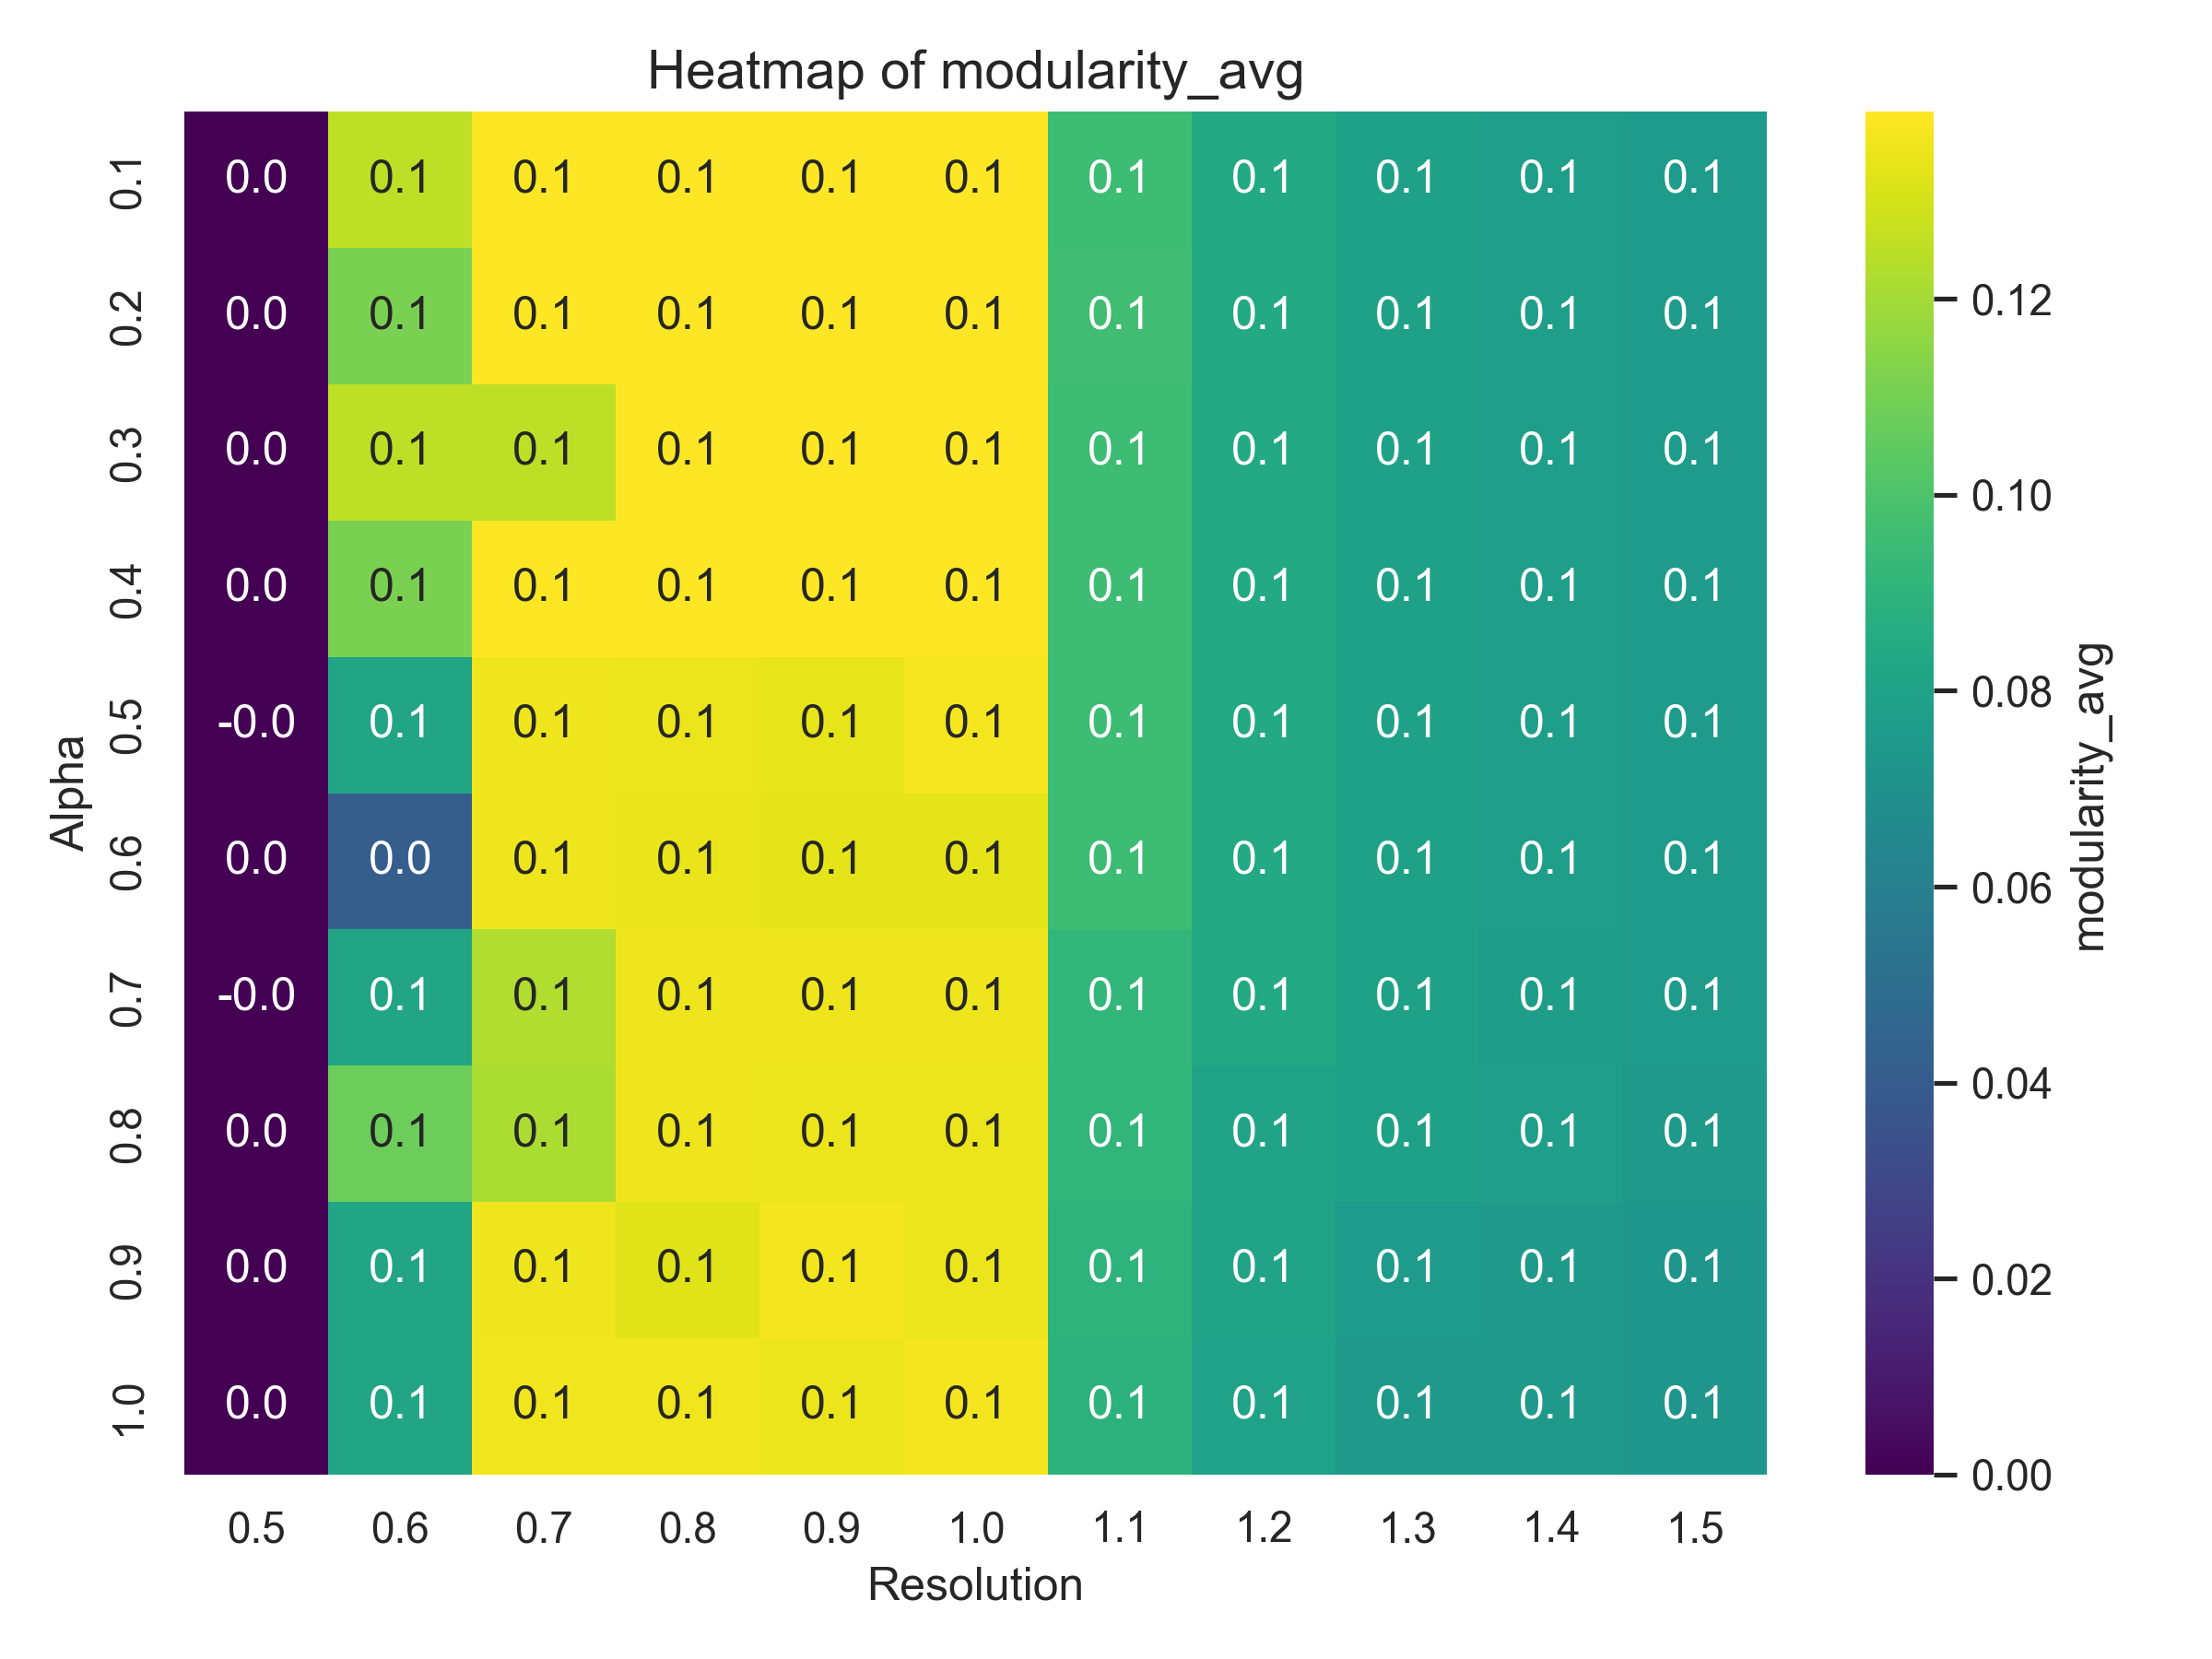 Heatmap of modularity_avg
0.1 0.0 0.1 0.1 0.1 0.1 0.1 0.1 0.1 0.1 0.1 0.1
0.2 0.0 0.1 0.1 0.1 0.1 0.1 0.1 0.1 0.1 0.1 0.1
0.3 0.0 0.1 0.1 0.1 0.1 0.1 0.1 0.1 0.1 0.1 0.1
0.4 0.0 0.1 0.1 0.1 0.1 0.1 0.1 0.1 0.1 0.1 0.1
0.5 -0.0 0.1 0.1 0.1 0.1 0.1 0.1 0.1 0.1 0.1 0.1
0.6 0.0 0.0 0.1 0.1 0.1 0.1 0.1 0.1 0.1 0.1 0.1
0.7 -0.0 0.1 0.1 0.1 0.1 0.1 0.1 0.1 0.1 0.1 0.1
0.8 0.0 0.1 0.1 0.1 0.1 0.1 0.1 0.1 0.1 0.1 0.1
0.9 0.0 0.1 0.1 0.1 0.1 0.1 0.1 0.1 0.1 0.1 0.1
1.0 0.0 0.1 0.1 0.1 0.1 0.1 0.1 0.1 0.1 0.1 0.1
Alpha
0.5 0.6 0.7 0.8 0.9 1.0 1.1 1.2 1.3 1.4 1.5
Resolution
0.12
0.10
0.08
0.06
0.04
0.02
0.00
modularity_avg